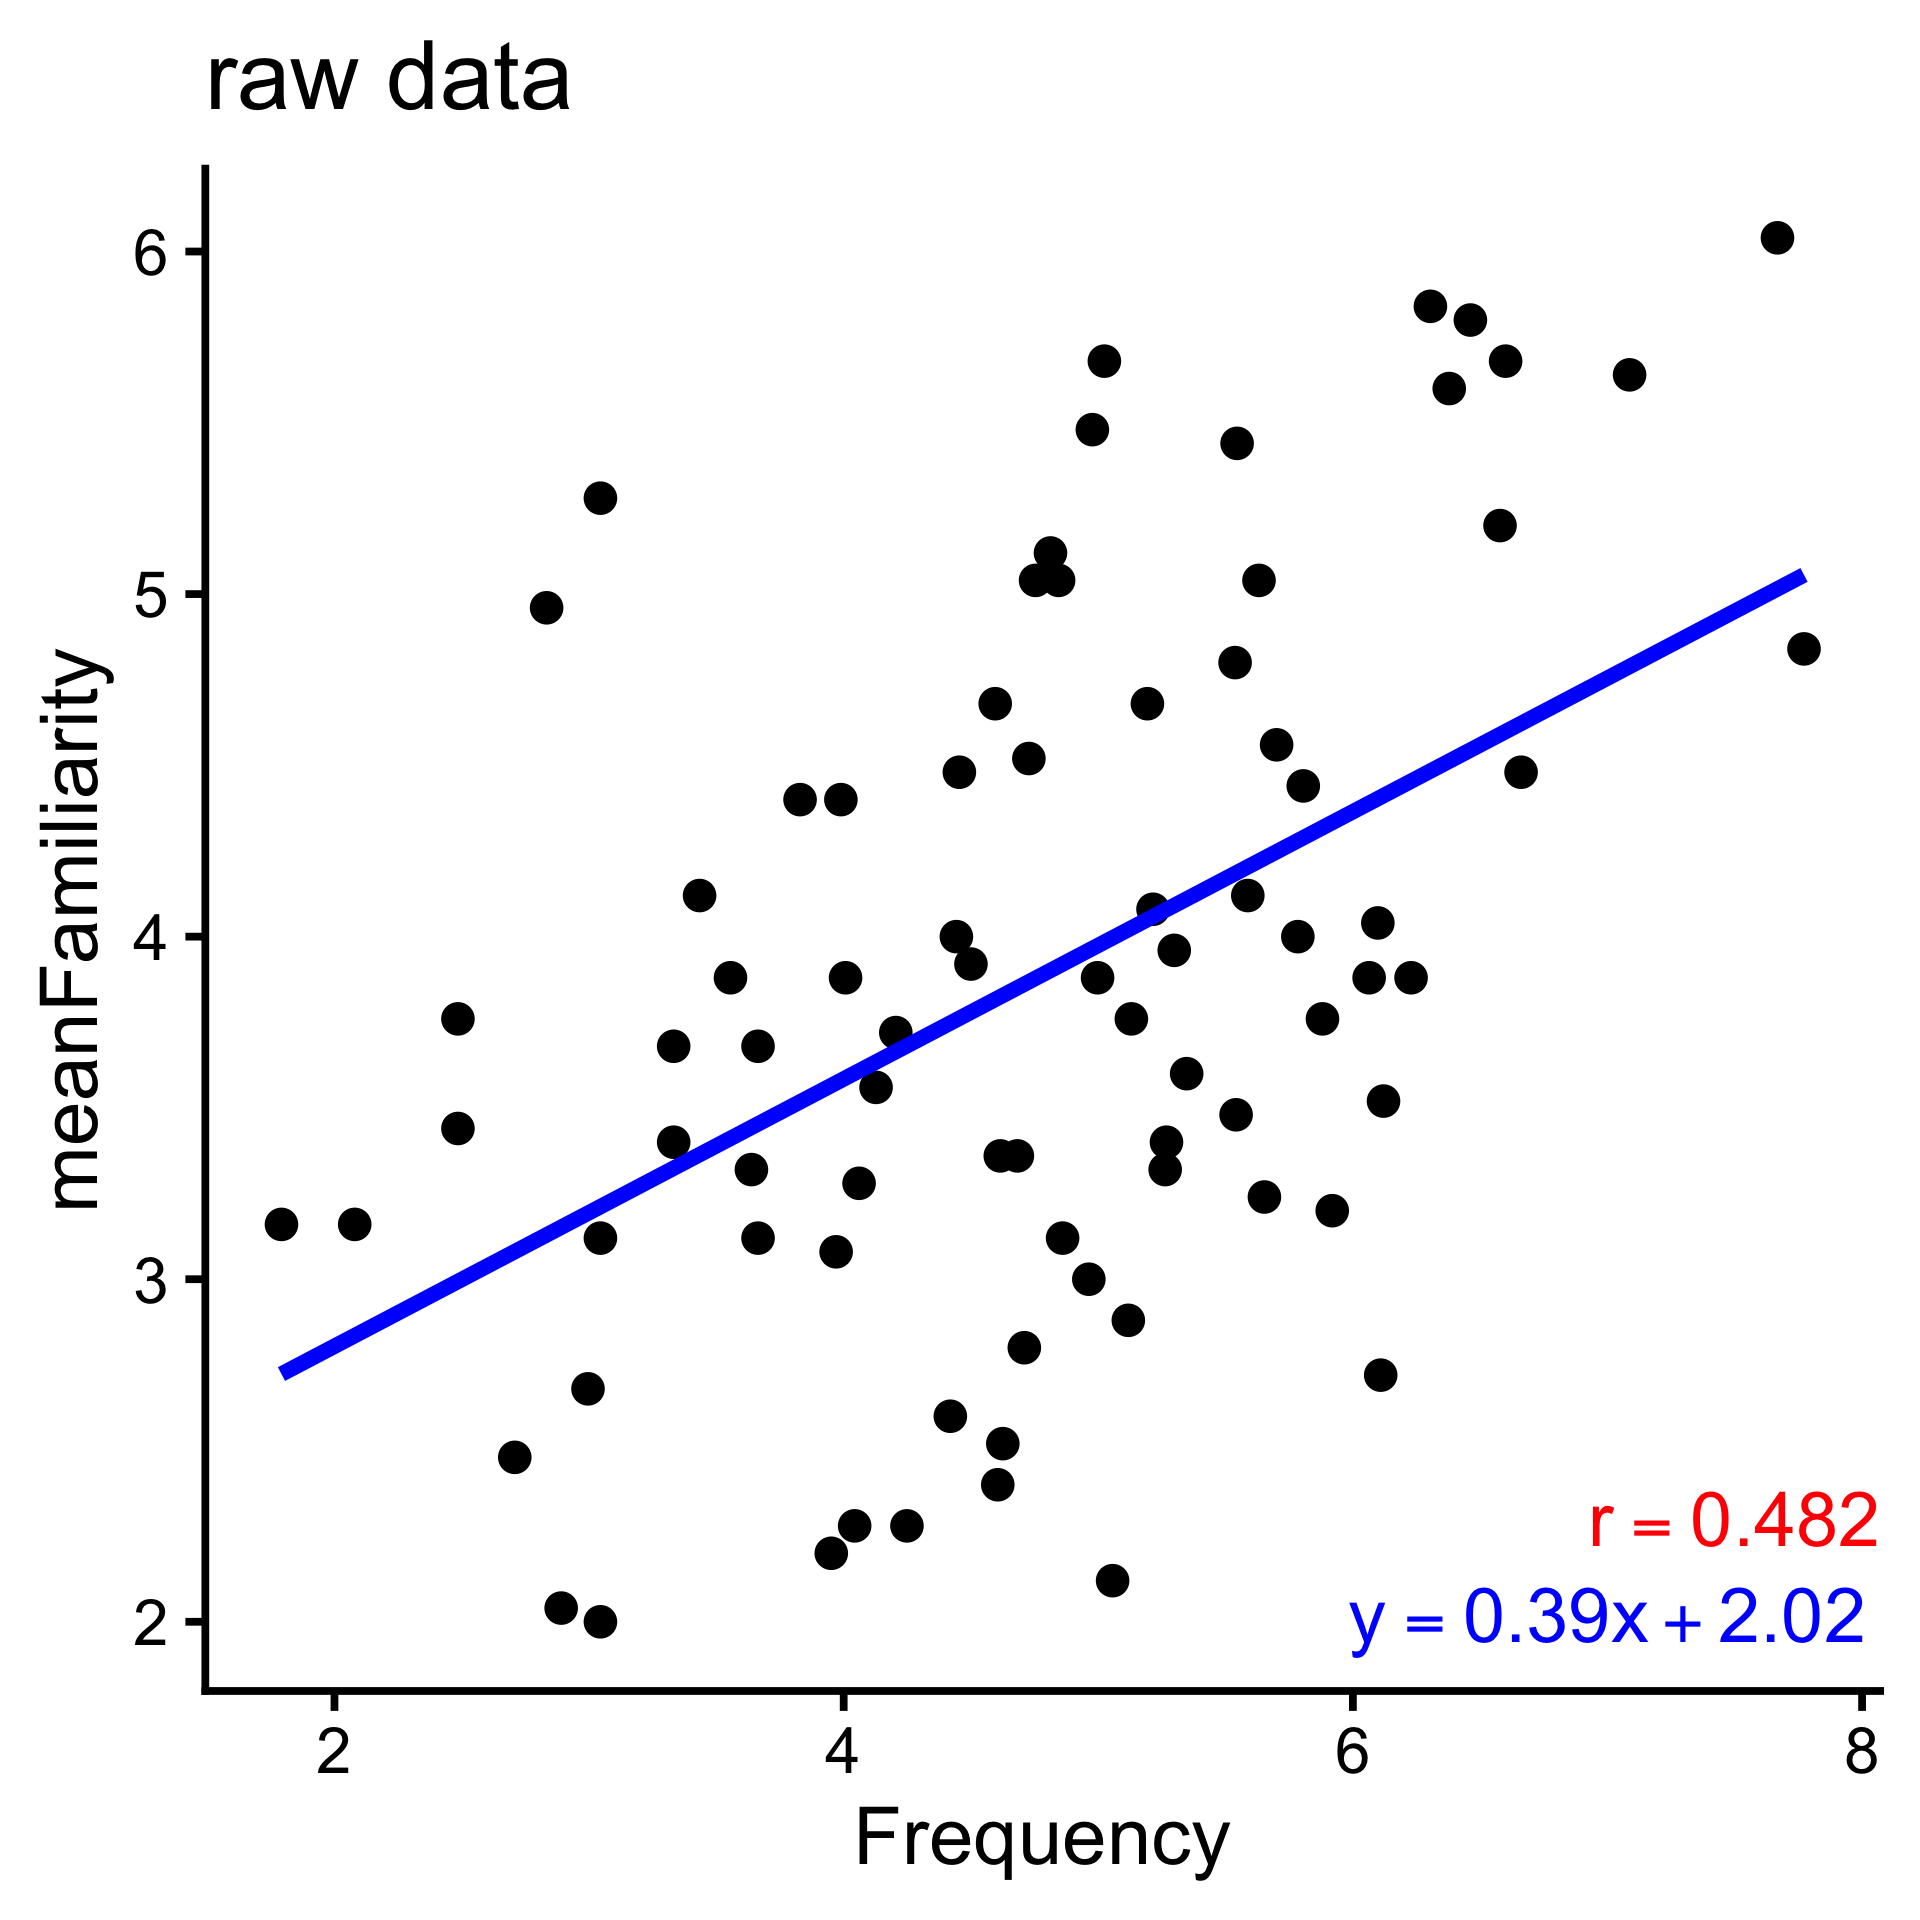 raw data
meanFamiliarity
6
5
4
3
2
r = 0.482
y = 0.39x + 2.02
2 4 6 8
Frequency